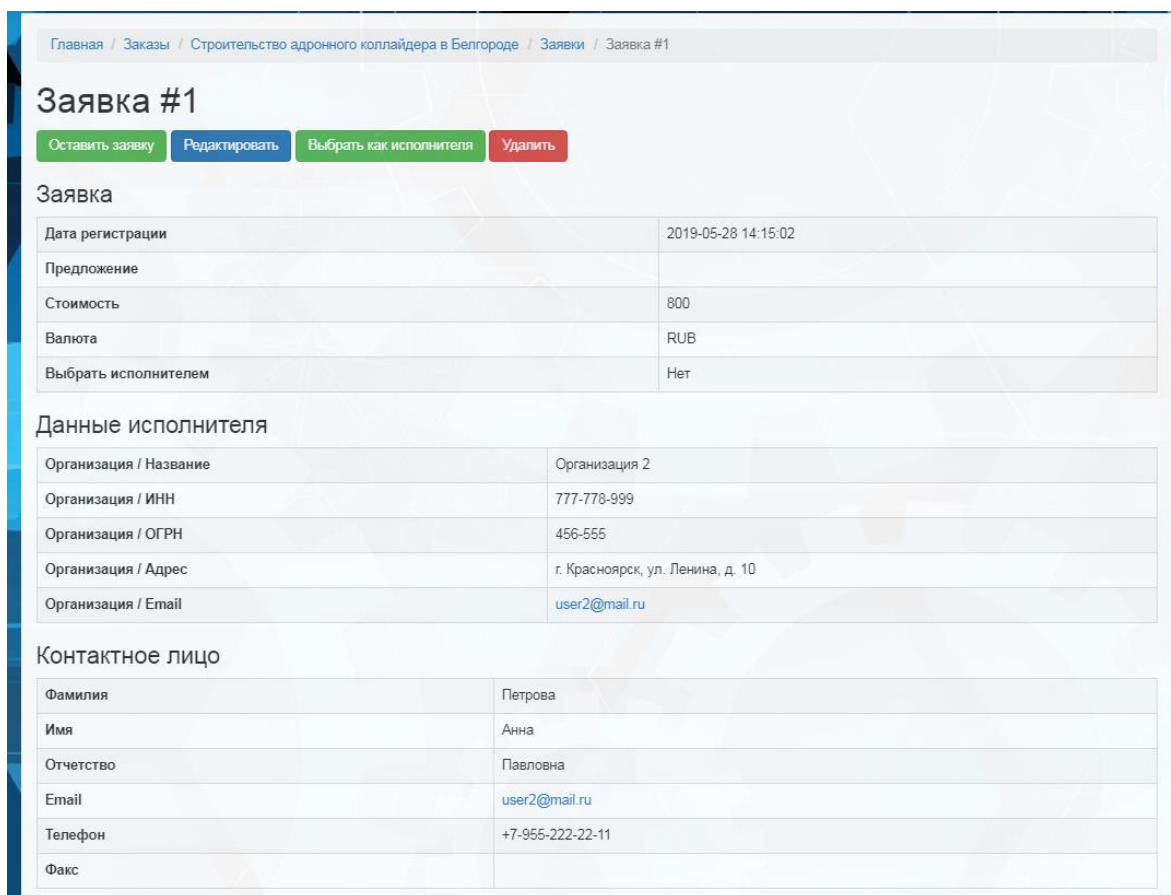 Главная / Заказы / Строительство адронного коллайдера в Белгороде / Заявки / Заявка #1
Заявка #1
Оставить заявку Редактировать Выбрать как исполнителя Удалить
Заявка
Дата регистрации 2019-05-28 14:15:02
Предложение
Стоимость 800
Валюта RUB
Выбрать исполнителем Нет
Данные исполнителя
Организация / Название Организация 2
Организация / ИНН 777-778-999
Организация / ОГРН 456-555
Организация / Адрес г. Красноярск, ул. Ленина, д. 10
Организация / Email user2@mail.ru
Контактное лицо
Фамилия Петрова
Имя Анна
Отчетство Павловна
Email user2@mail.ru
Телефон +7-955-222-22-11
Факс